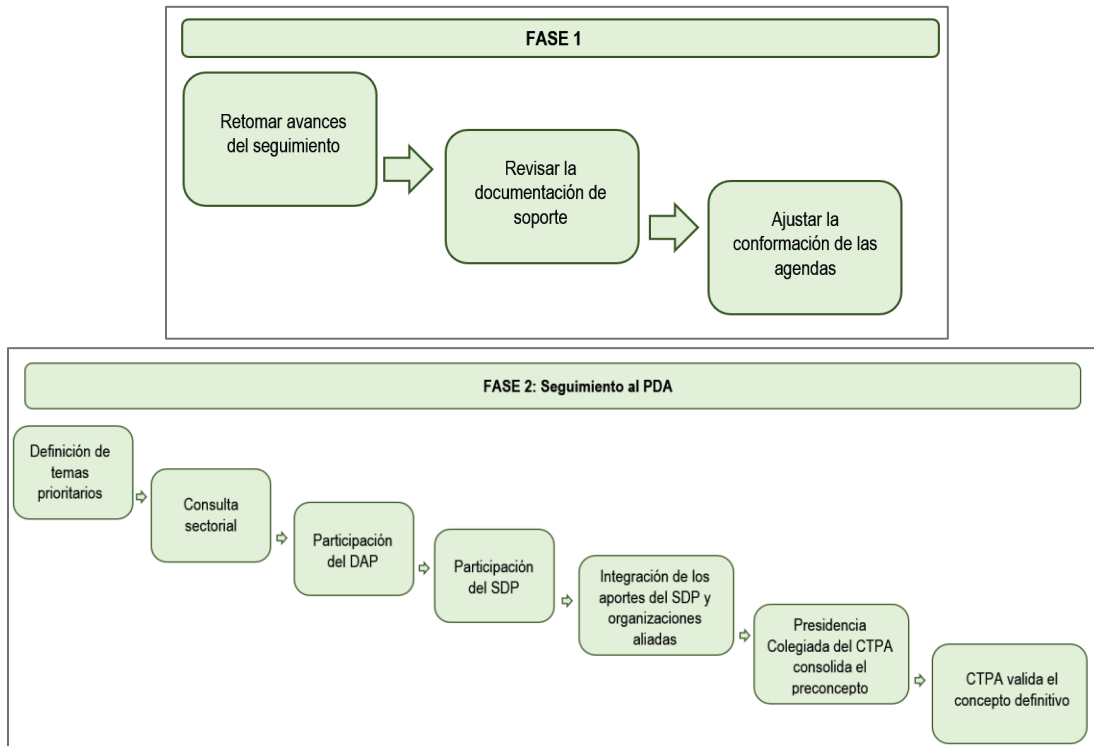 FASE 1
Retomar avances
del seguimiento
Revisar la
documentación de
soporte
Ajustar la
conformación de las
agendas
FASE 2: Seguimiento al PDA
Definición de
temas
prioritarios
Consulta
sectorial
Participación
del DAP
Participación
del SDP
Integración de los
aportes del SDP y
organizaciones
aliadas
Presidencia
Colegiada del CTPA
consolida el
preconcepto
CTPA valida el
concepto definitivo